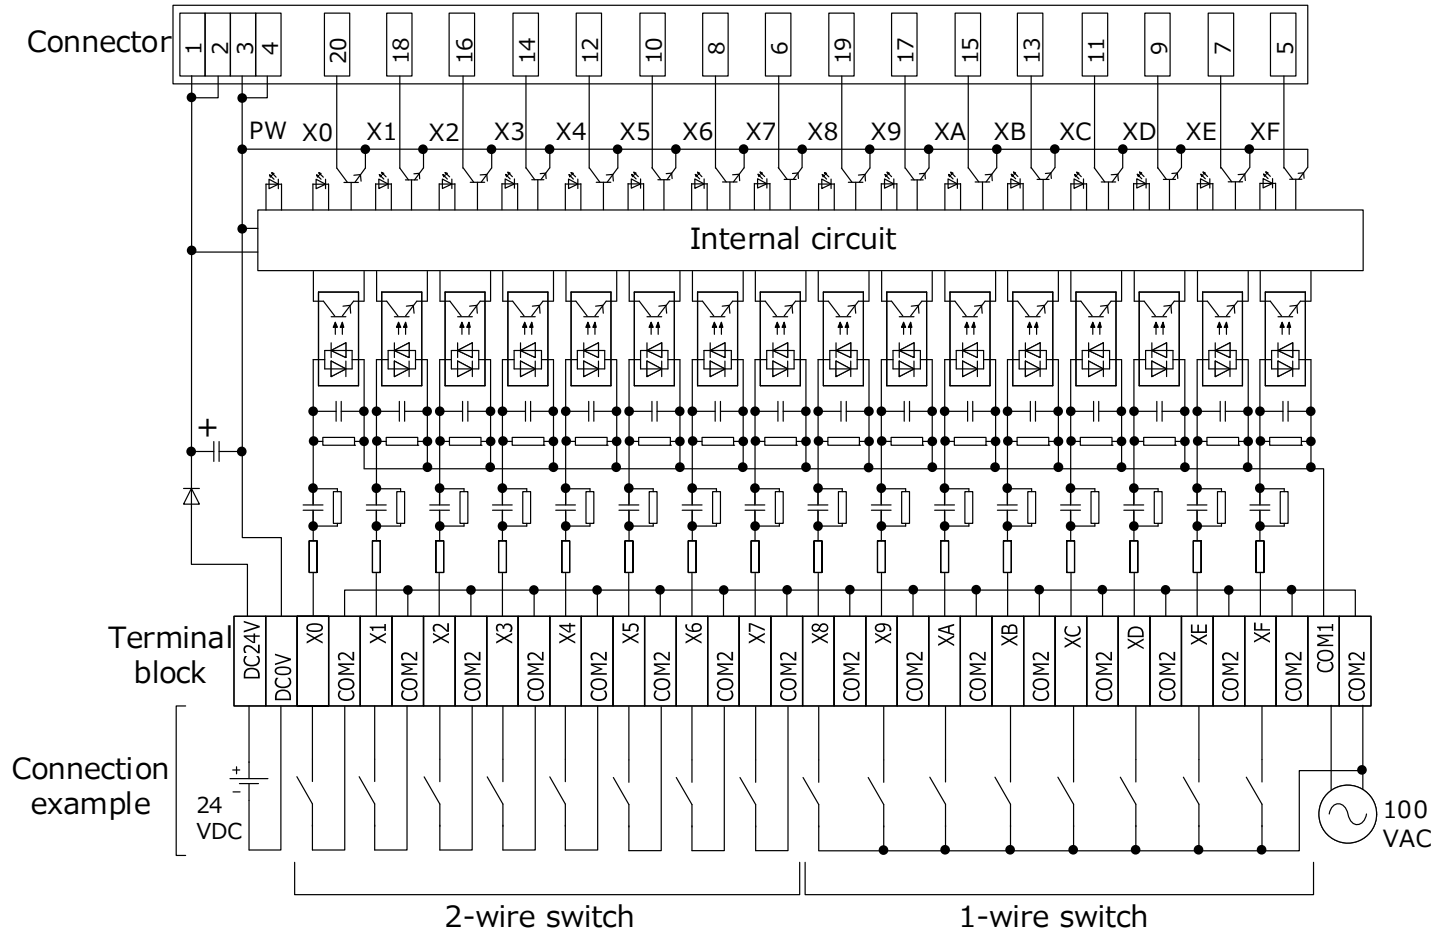 Connector 1 2 3 4 20 18 16 14 12 10 8 6 19 17 15 13 11 9 7 5
PW X0 X1 X2 X3 X4 X5 X6 X7 X8 X9 XA XB XC XD XE XF
Internal circuit
+
Terminal
block
DC24V DC0V X0 COM2 X1 COM2 X2 COM2 X3 COM2 X4 COM2 X5 COM2 X6 COM2 X7 COM2 X8 COM2 X9 COM2 XA COM2 XB COM2 XC COM2 XD COM2 XE COM2 XF COM2 COM1 COM2
Connection
example
+
−
24
VDC
100
VAC
2-wire switch
1-wire switch